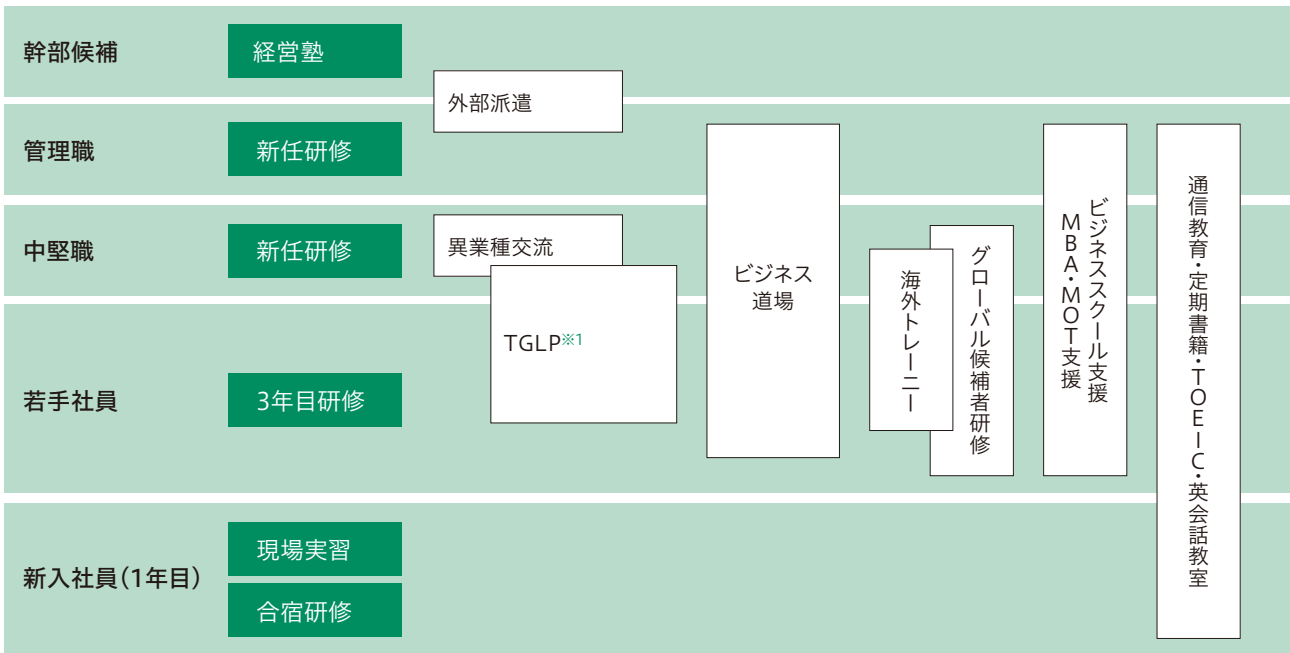 幹部候補
経営塾
外部派遣
管理職
新任研修
中堅職
新任研修
異業種交流
TGLP※1
若手社員
3年目研修
ビジネス
道場
海外トレーニー
グローバル候補者研修
ビジネススクール支援
MBA・MOT支援
通信教育・定期書籍・TOEIC・英会話教室
新入社員(1年目)
現場実習
合宿研修